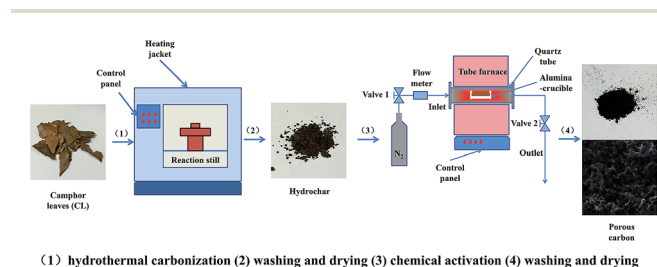 Heating
jacket
Control
panel
(1)
Reaction still
Camphor
leaves (CL)
(2)
Hydrochar
(3)
Valve 1
Flow
meter
Inlet
N2
Tube furnace
Quartz
tube
Alumina
-crucible
Valve 2
Outlet
Control
panel
(4)
Porous
carbon
(1) hydrothermal carbonization (2) washing and drying (3) chemical activation (4) washing and drying